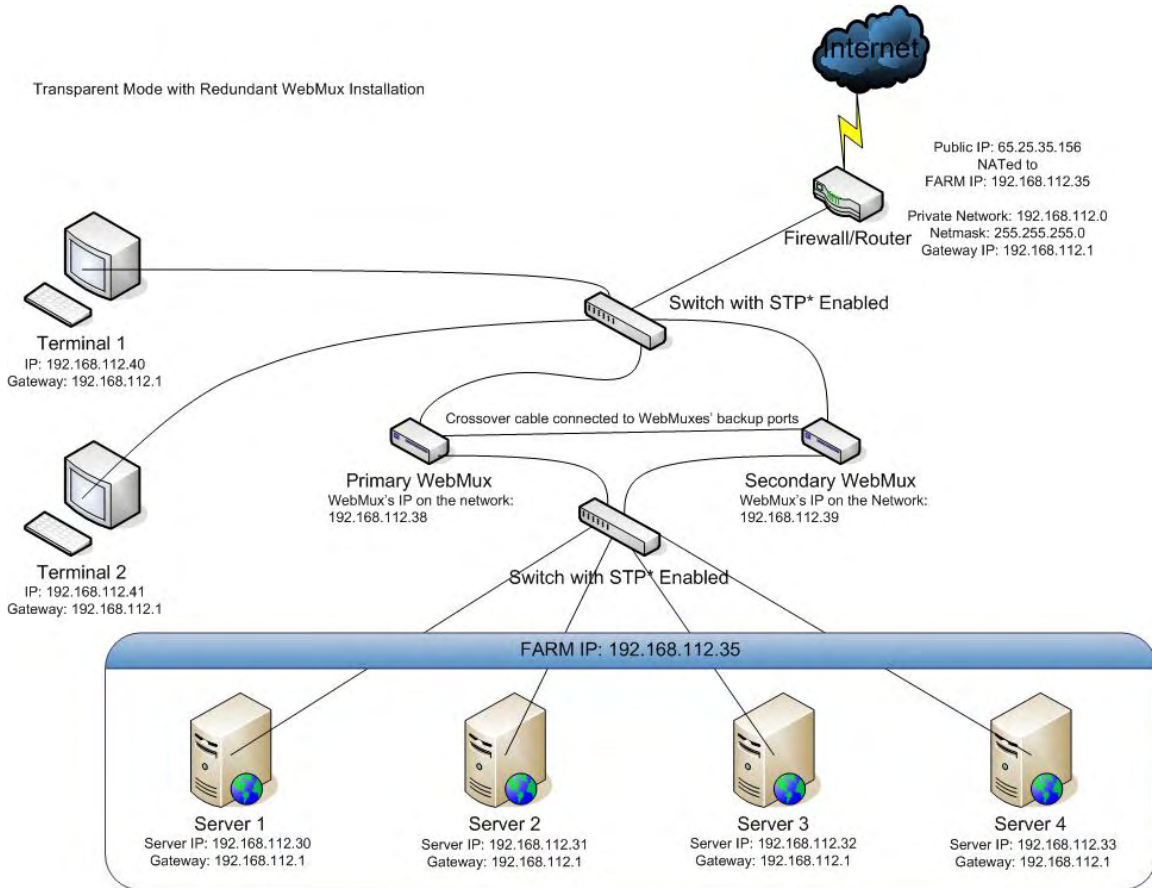 Internet
Transparent Mode with Redundant WebMux Installation
Public IP: 65.25.35.156
NATed to
FARM IP: 192.168.112.35
Private Network: 192.168.112.0
Netmask: 255.255.255.0
Gateway IP: 192.168.112.1
Firewall/Router
Switch with STP* Enabled
Terminal 1
IP: 192.168.112.40
Gateway: 192.168.112.1
Crossover cable connected to WebMuxes' backup ports
Primary WebMux
WebMux's IP on the network:
192.168.112.38
Secondary WebMux
WebMux's IP on the Network:
192.168.112.39
Terminal 2
IP: 192.168.112.41
Gateway: 192.168.112.1
Switch with STP* Enabled
FARM IP: 192.168.112.35
Server 1
Server IP: 192.168.112.30
Gateway: 192.168.112.1
Server 2
Server IP: 192.168.112.31
Gateway: 192.168.112.1
Server 3
Server IP: 192.168.112.32
Gateway: 192.168.112.1
Server 4
Server IP: 192.168.112.33
Gateway: 192.168.112.1